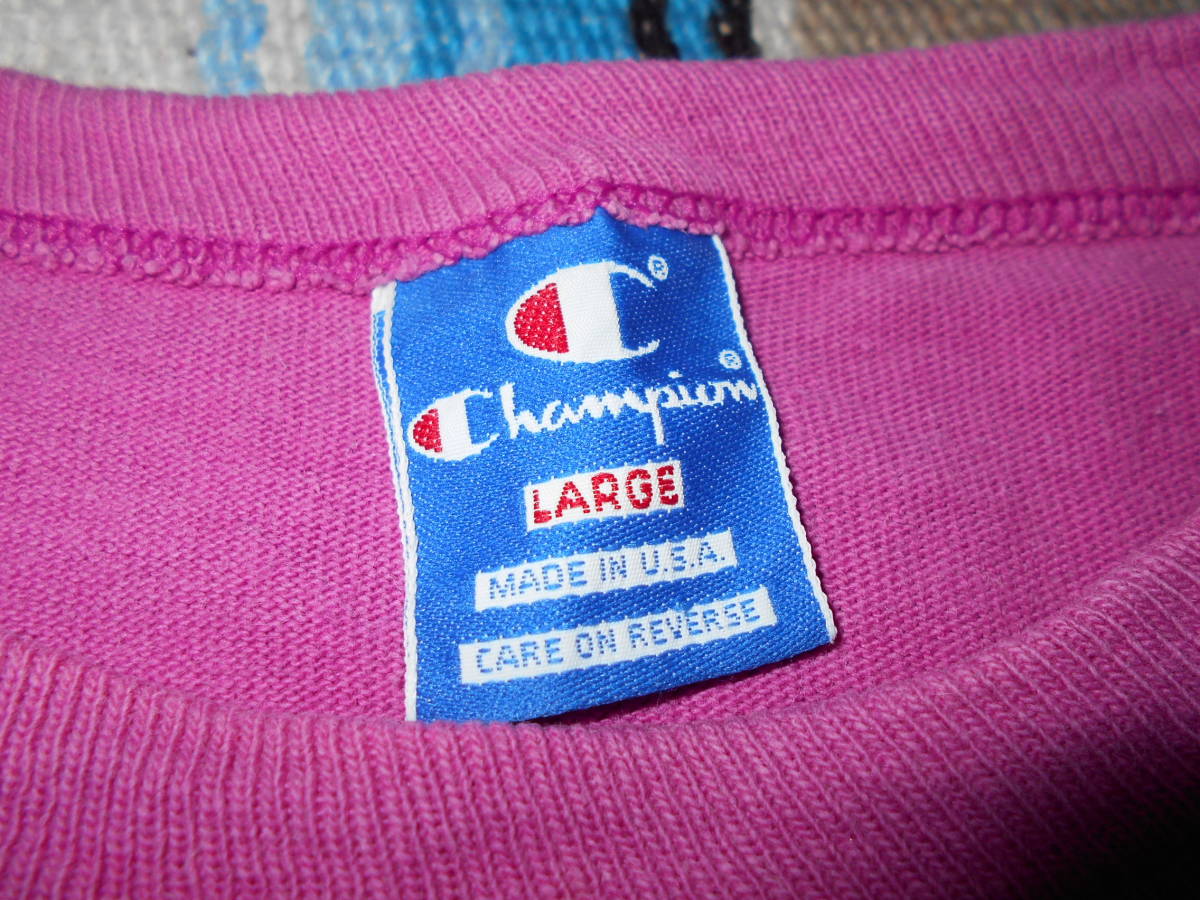 C®
Champion®
LARGE
MADE IN U.S.A.
CARE ON REVERSE